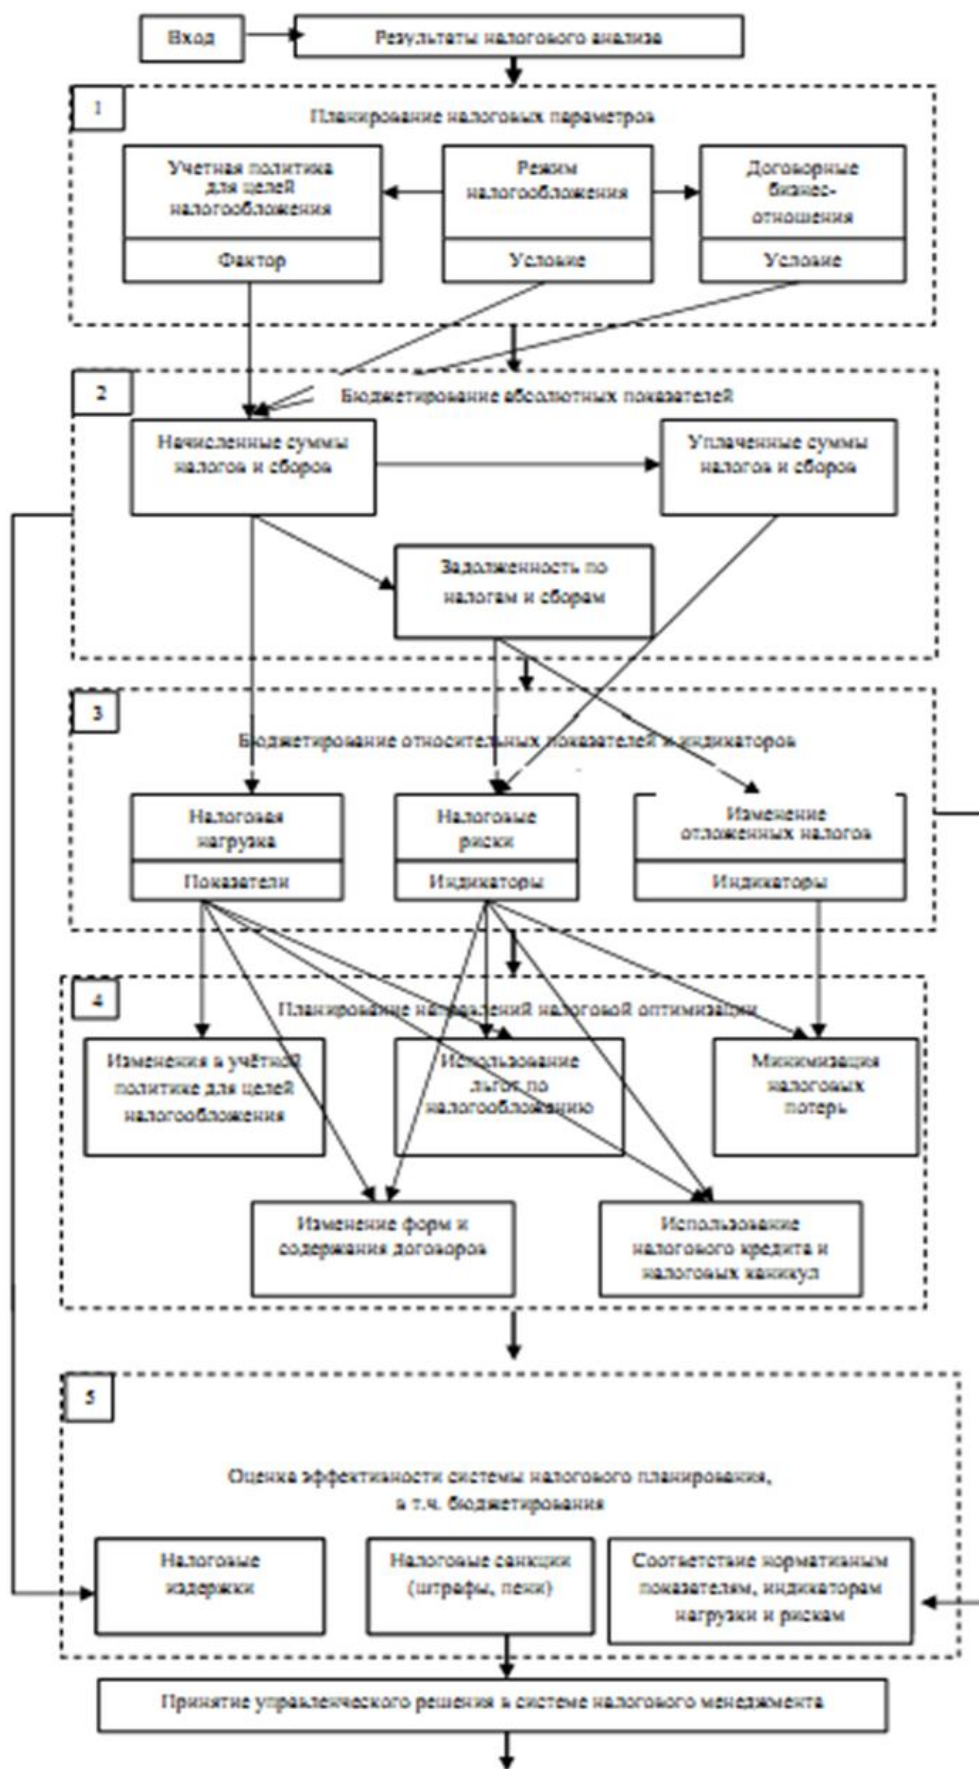 Вход
Результаты налогового анализа
1
Планирование налоговых параметров
Учетная политика
для целей
налогообложения
Фактор
Режим
налогообложения
Условие
Договорные
бизнес-
отношения
Условие
2
Бюджетирование абсолютных показателей
Начисленные суммы
налогов и сборов
Уплаченные суммы
налогов и сборов
Задолженность по
налогам и сборам
3
Бюджетирование относительных показателей и индикаторов
Налоговая
нагрузка
Показатели
Налоговые
риски
Индикаторы
Изменение
отложенных налогов
Индикаторы
4
Планирование направлений налоговой оптимизации
Изменения в учётной
политике для целей
налогообложения
Использование
льгот по
налогообложению
Минимизация
налоговых
потерь
Изменение форм и
содержания договоров
Использование
налогового кредита и
налоговых каникул
5
Оценка эффективности системы налогового планирования,
в т.ч. бюджетирования
Налоговые
издержки
Налоговые санкции
(штрафы, пени)
Соответствие нормативным
показателям, индикаторам
нагрузки и рискам
Принятие управленческого решения в системе налогового менеджмента